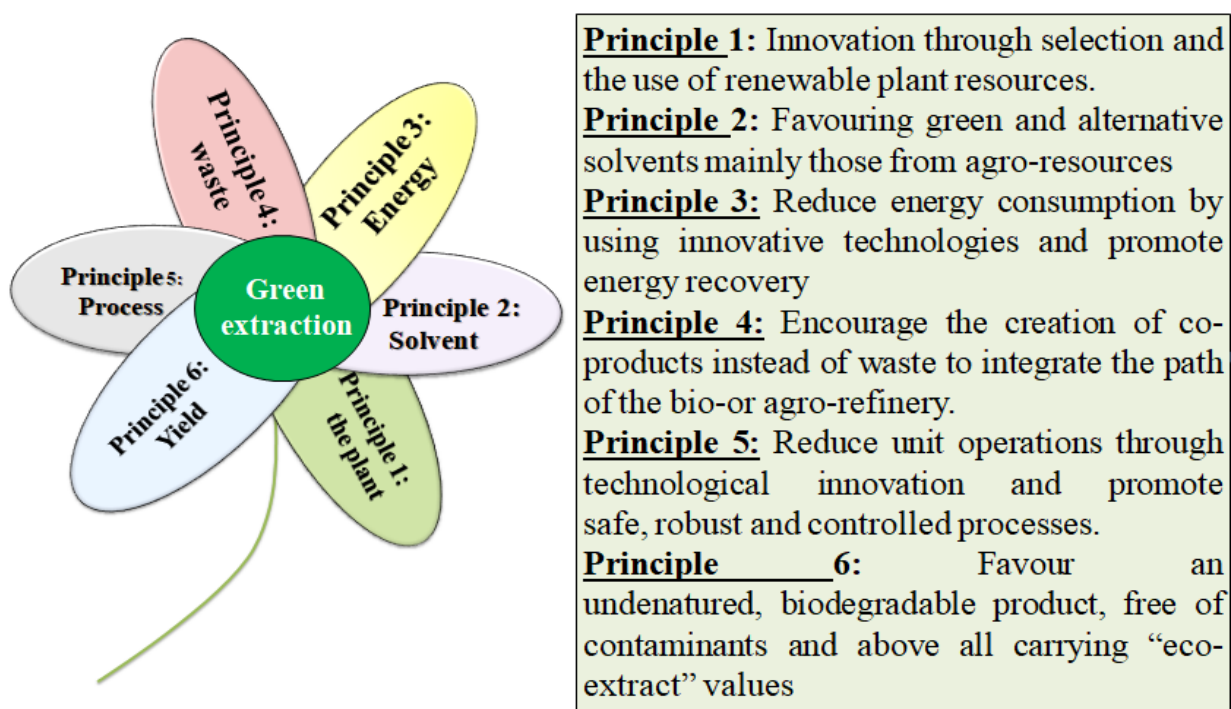 Principle 4:
waste
Principle 3:
Energy
Principle 5:
Process
Green
extraction
Principle 2:
Solvent
Principle 6:
Yield
Principle 1:
the plant
Principle 1: Innovation through selection and
the use of renewable plant resources.
Principle 2: Favouring green and alternative
solvents mainly those from agro-resources
Principle 3: Reduce energy consumption by
using innovative technologies and promote
energy recovery
Principle 4: Encourage the creation of co-
products instead of waste to integrate the path
of the bio-or agro-refinery.
Principle 5: Reduce unit operations through
technological innovation and promote
safe, robust and controlled processes.
Principle 6: Favour an
undenatured, biodegradable product, free of
contaminants and above all carrying “eco-
extract” values